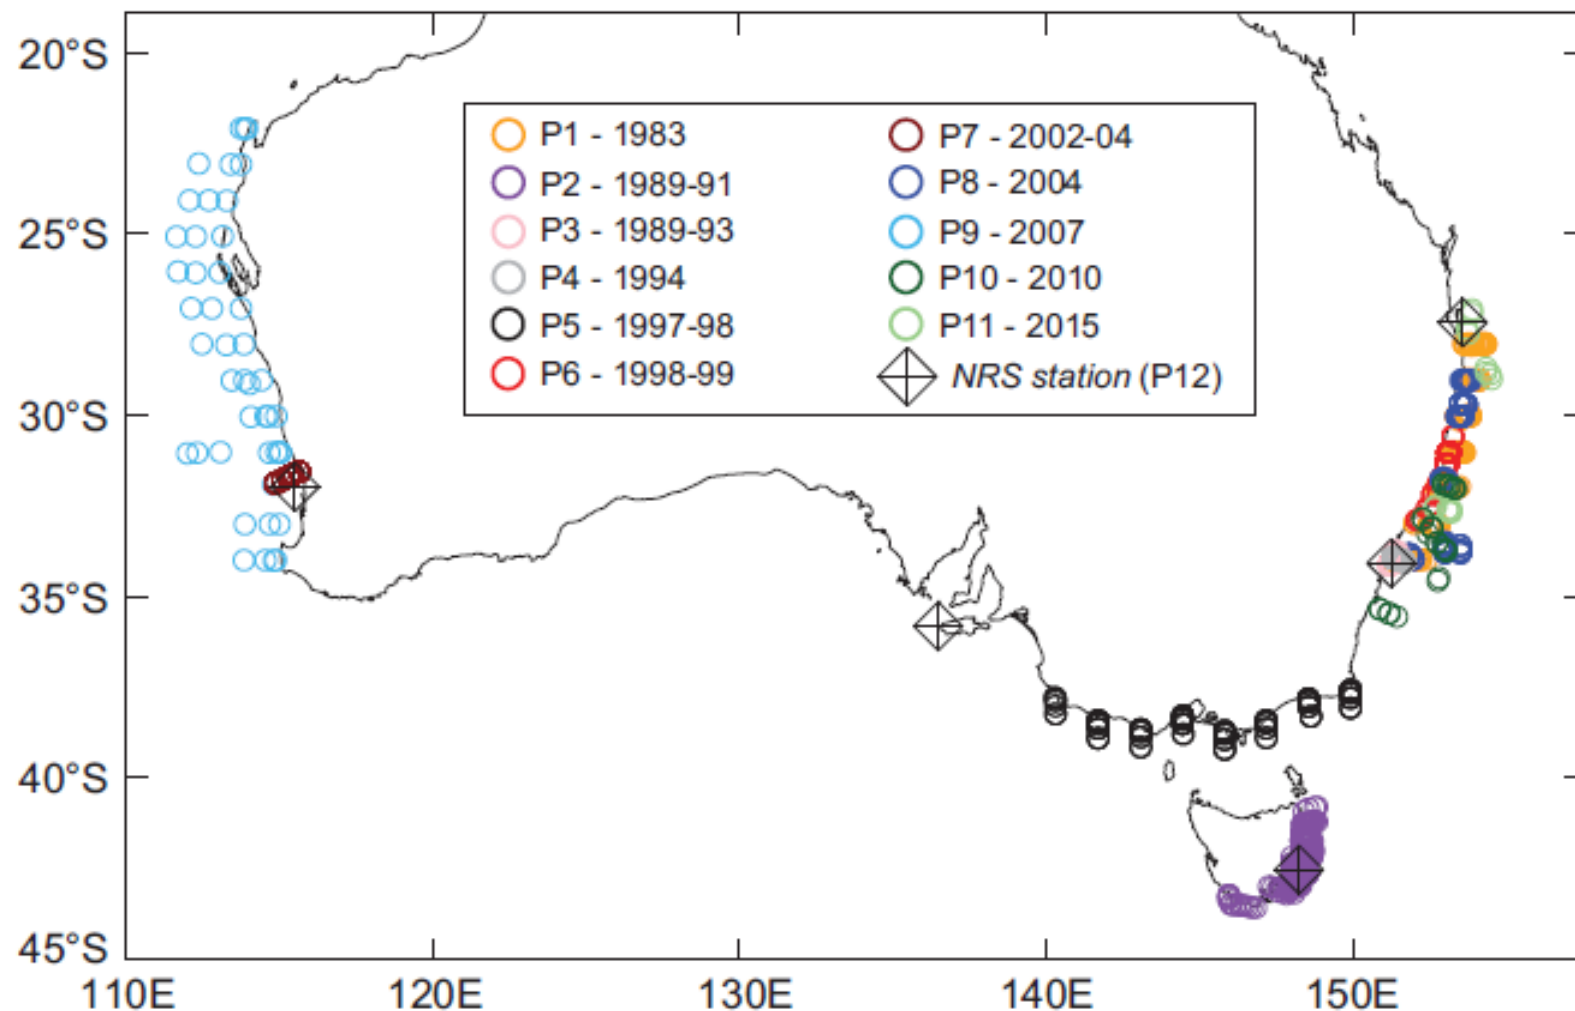 20°S
25°S
30°S
35°S
40°S
45°S
110E
120E
130E
140E
150E
P1 - 1983
P2 - 1989-91
P3 - 1989-93
P4 - 1994
P5 - 1997-98
P6 - 1998-99
P7 - 2002-04
P8 - 2004
P9 - 2007
P10 - 2010
P11 - 2015
NRS station (P12)